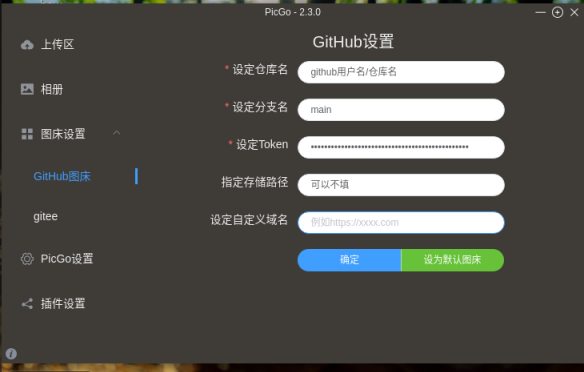 PicGo - 2.3.0
上传区
相册
图床设置
GitHub图床
gitee
PicGo设置
插件设置
GitHub设置
* 设定仓库名
github用户名/仓库名
* 设定分支名
main
* 设定Token
指定存储路径
可以不填
设定自定义域名
例如https://xxxx.com
确定
设为默认图床